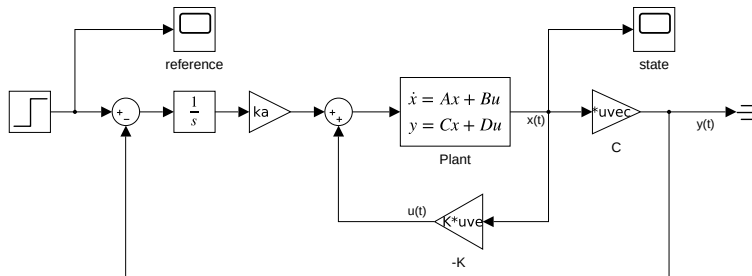 reference
state
+
−
1
s
ka
+
+
ẋ = Ax + Bu
y = Cx + Du
Plant
x(t)
*uvec
C
y(t)
u(t)
K*uve
-K